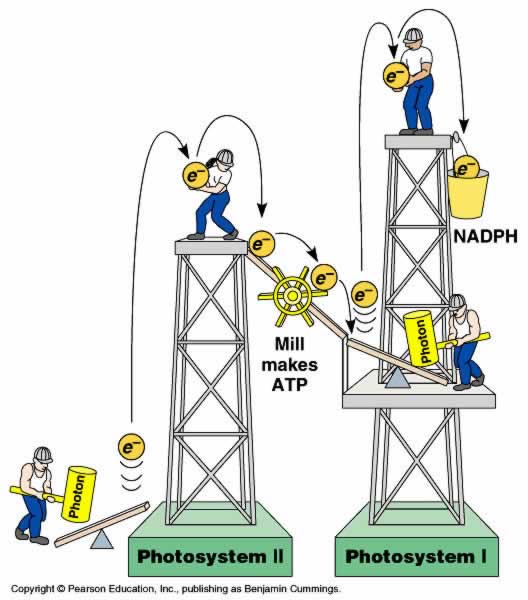 e–
e–
NADPH
e–
e–
e–
e–
Photon
Mill
makes
ATP
e–
Photon
Photosystem II
Photosystem I
Copyright © Pearson Education, Inc., publishing as Benjamin Cummings.